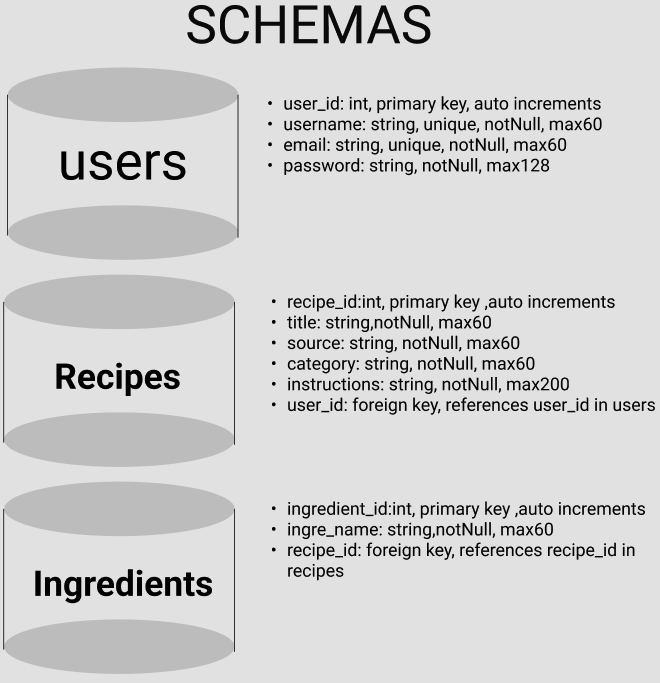 SCHEMAS
users
• user_id: int, primary key, auto increments
• username: string, unique, notNull, max60
• email: string, unique, notNull, max60
• password: string, notNull, max128
Recipes
• recipe_id:int, primary key ,auto increments
• title: string,notNull, max60
• source: string, notNull, max60
• category: string, notNull, max60
• instructions: string, notNull, max200
• user_id: foreign key, references user_id in users
Ingredients
• ingredient_id:int, primary key ,auto increments
• ingre_name: string,notNull, max60
• recipe_id: foreign key, references recipe_id in
recipes